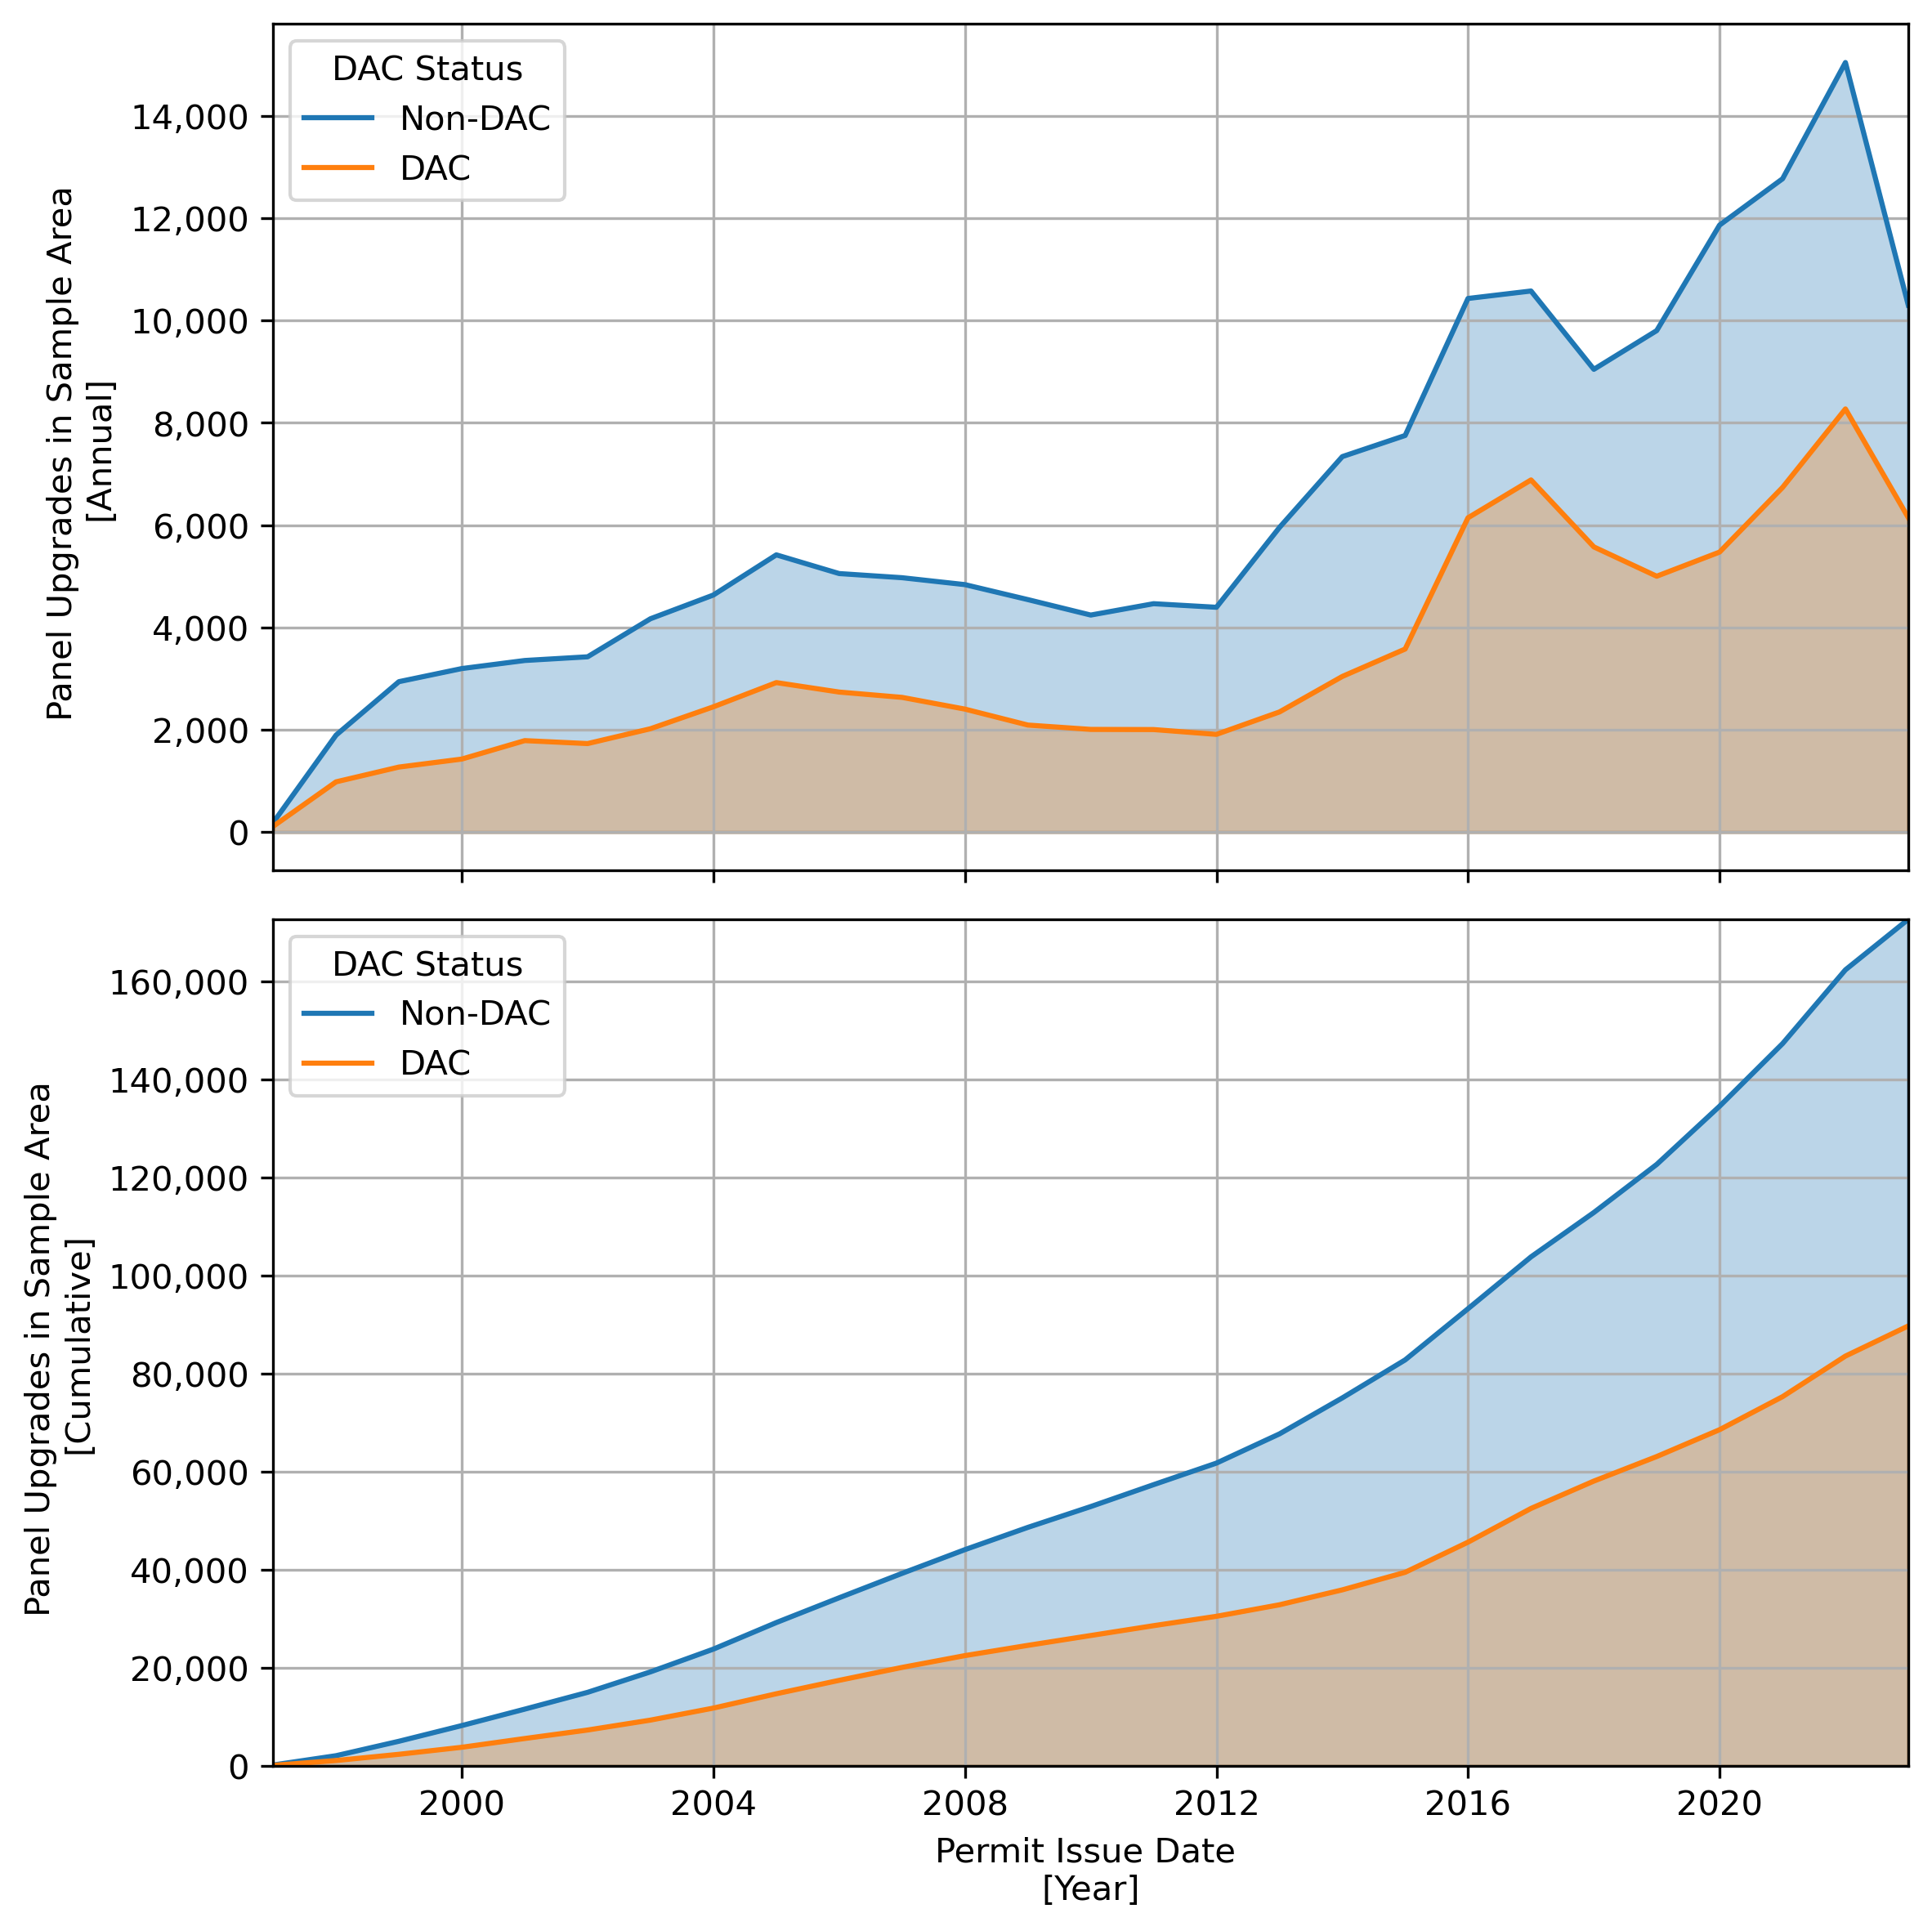 DAC Status
Non-DAC
DAC
14,000
12,000
10,000
8,000
6,000
4,000
2,000
0
Panel Upgrades in Sample Area
[Annual]
DAC Status
Non-DAC
DAC
160,000
140,000
120,000
100,000
80,000
60,000
40,000
20,000
0
Panel Upgrades in Sample Area
[Cumulative]
2000 2004 2008 2012 2016 2020
Permit Issue Date
[Year]